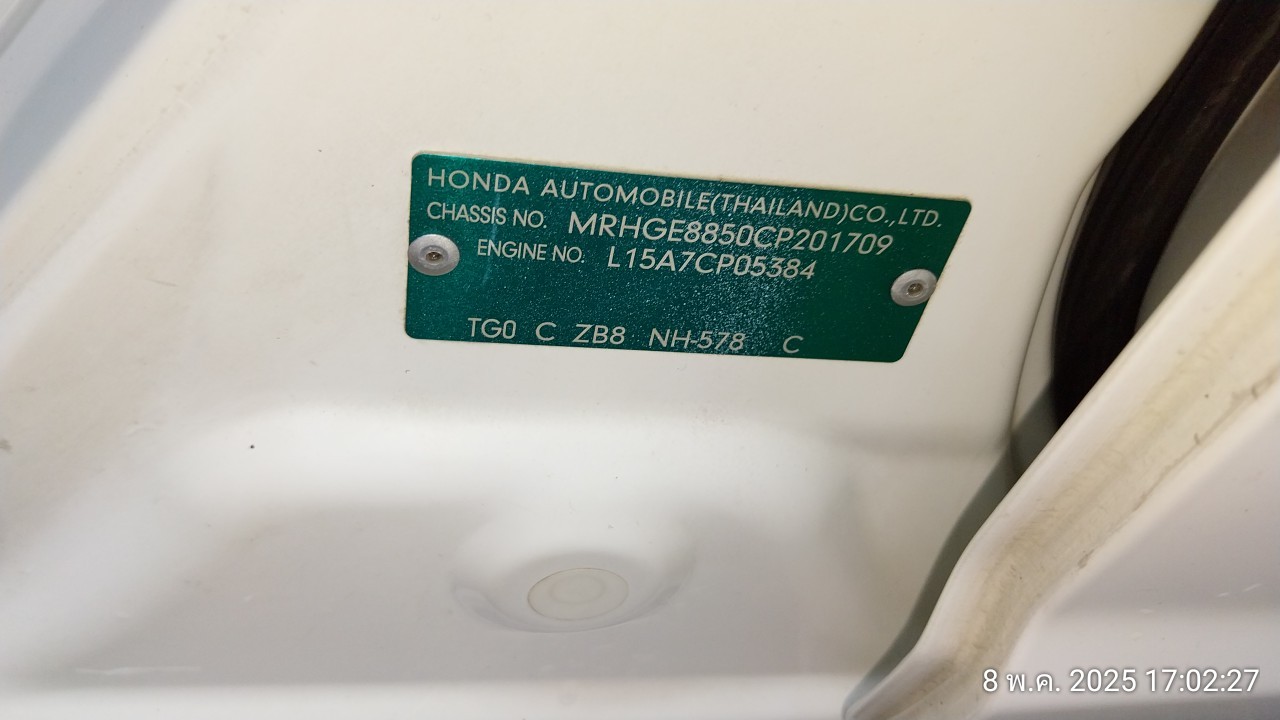 HONDA AUTOMOBILE(THAILAND)CO.,LTD.
CHASSIS NO. MRHGE8850CP201709
ENGINE NO. L15A7CP05384
TG0 C ZB8 NH-578 C
8 พ.ค. 2025 17:02:27